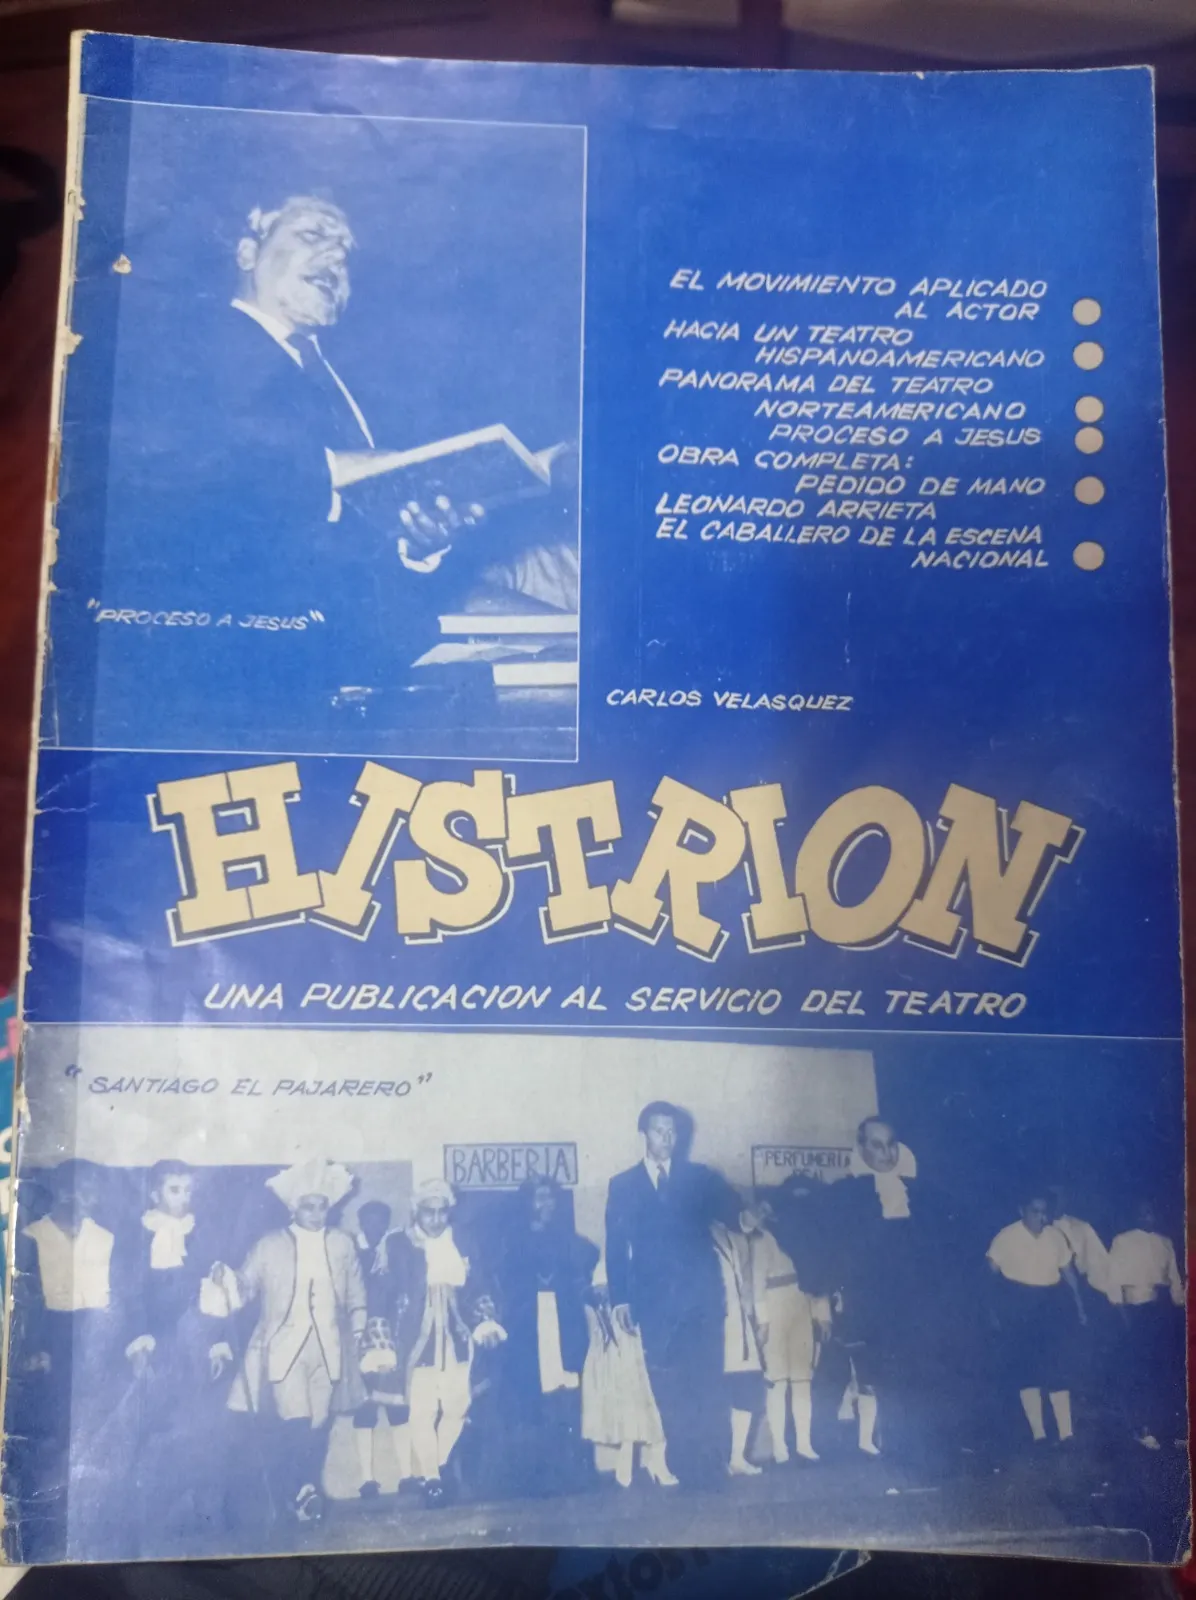 EL MOVIMIENTO APLICADO
AL ACTOR
HACIA UN TEATRO
HISPANOAMERICANO
PANORAMA DEL TEATRO
NORTEAMERICANO
PROCESO A JESUS
OBRA COMPLETA:
PEDIDO DE MANO
LEONARDO ARRIETA
EL CABALLERO DE LA ESCENA
NACIONAL
"PROCESO A JESUS"
CARLOS VELASQUEZ
HISTRION
UNA PUBLICACION AL SERVICIO DEL TEATRO
"SANTIAGO EL PAJARERO"
BARBERIA
PERFUMERIA
REAL